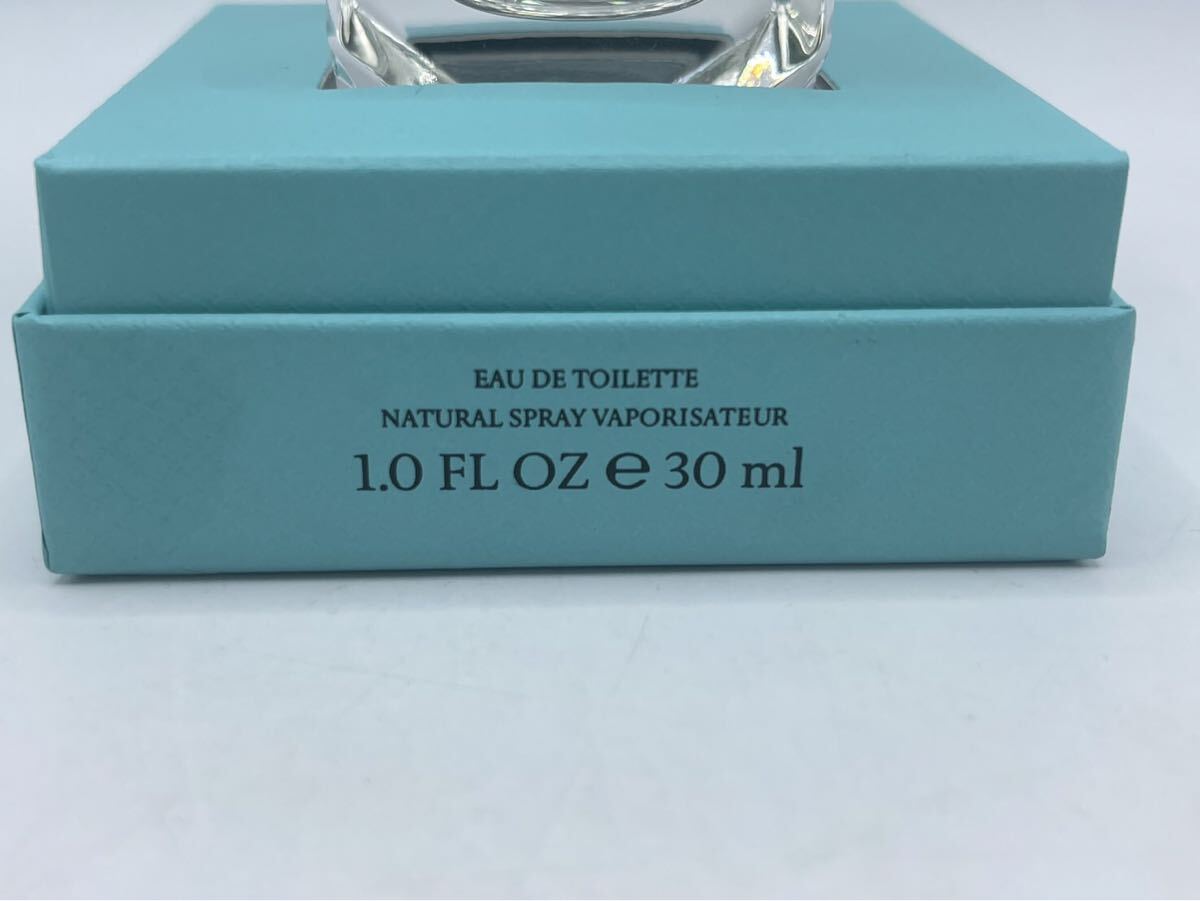 EAU DE TOILETTE
NATURAL SPRAY VAPORISATEUR
1.0 FL OZ ℮ 30 ml